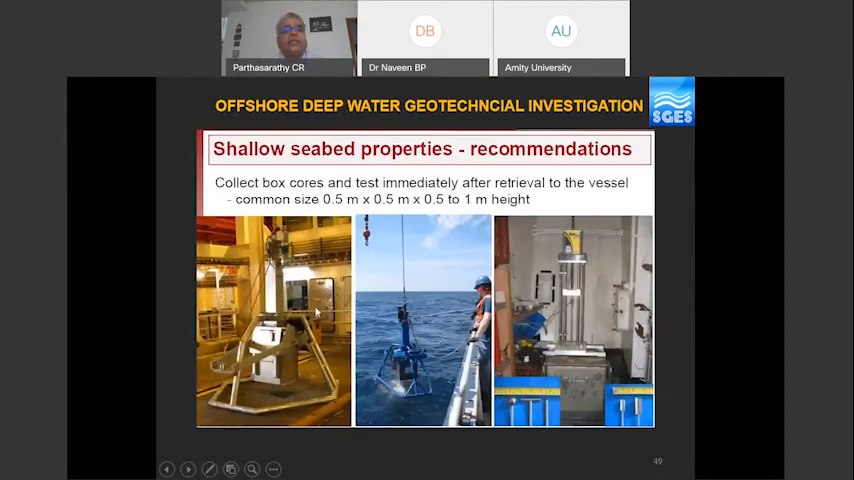 DB
AU
Parthasarathy CR
Dr Naveen BP
Amity University
OFFSHORE DEEP WATER GEOTECHNCIAL INVESTIGATION
SGES
Shallow seabed properties - recommendations
Collect box cores and test immediately after retrieval to the vessel
- common size 0.5 m x 0.5 m x 0.5 to 1 m height
49